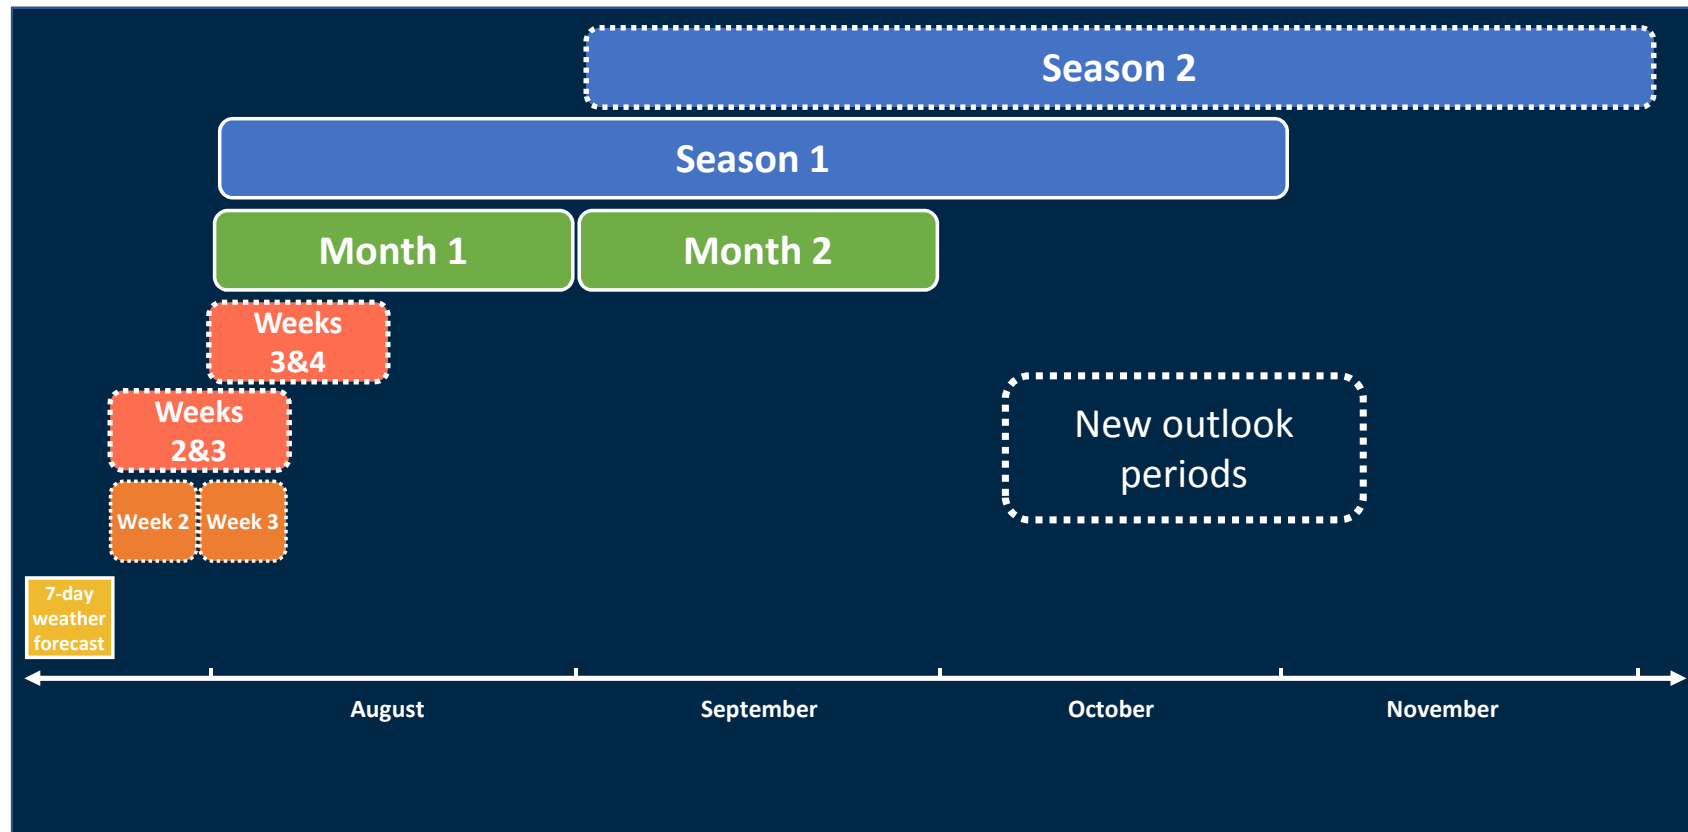 Season 2
Season 1
Month 1
Month 2
Weeks
3&4
Weeks
2&3
New outlook
periods
Week 2
Week 3
7-day
weather
forecast
August
September
October
November